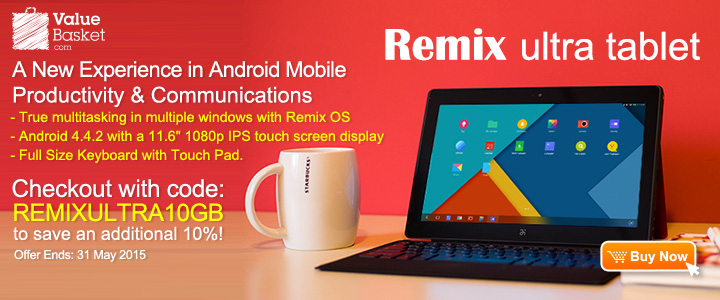 Value
Basket
.com
Remix ultra tablet
A New Experience in Android Mobile
Productivity & Communications
- True multitasking in multiple windows with Remix OS
- Android 4.4.2 with a 11.6" 1080p IPS touch screen display
- Full Size Keyboard with Touch Pad.
STARBUCKS
Checkout with code:
REMIXULTRA10GB
to save an additional 10%!
Offer Ends: 31 May 2015
Buy Now